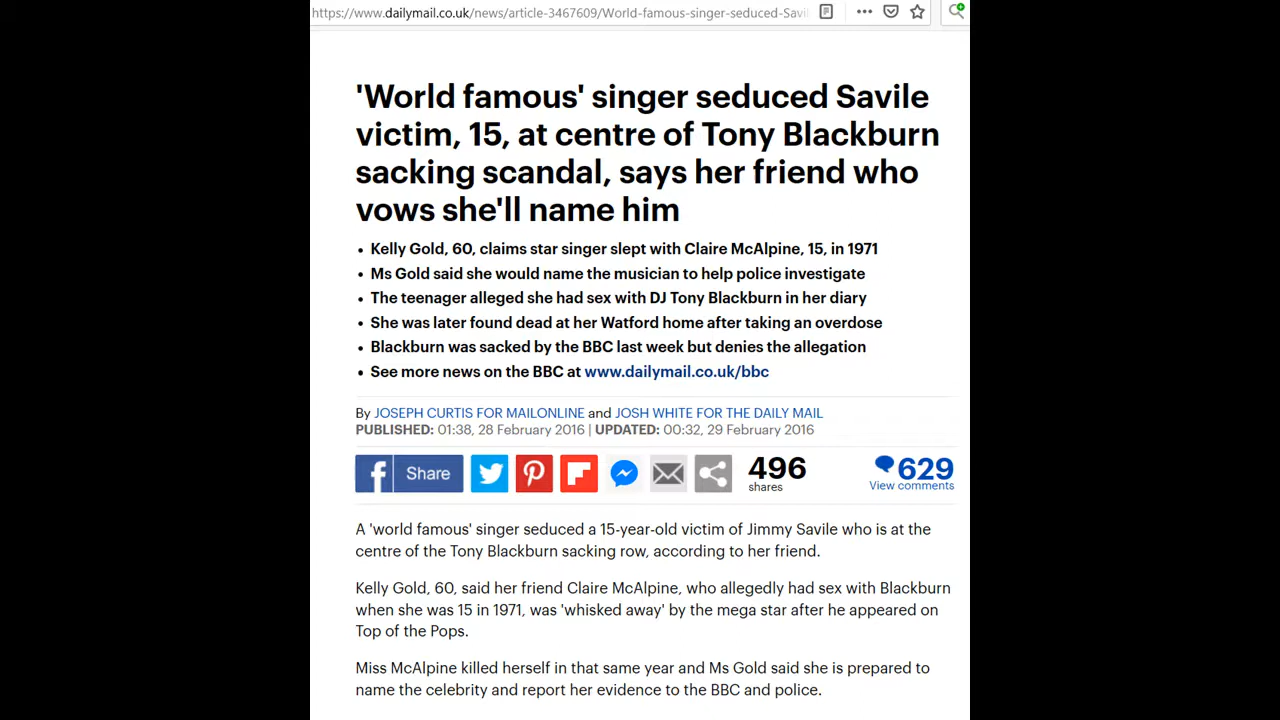 https://www.dailymail.co.uk/news/article-3467609/World-famous-singer-seduced-Savil
'World famous' singer seduced Savile
victim, 15, at centre of Tony Blackburn
sacking scandal, says her friend who
vows she'll name him
• Kelly Gold, 60, claims star singer slept with Claire McAlpine, 15, in 1971
• Ms Gold said she would name the musician to help police investigate
• The teenager alleged she had sex with DJ Tony Blackburn in her diary
• She was later found dead at her Watford home after taking an overdose
• Blackburn was sacked by the BBC last week but denies the allegation
• See more news on the BBC at www.dailymail.co.uk/bbc
By JOSEPH CURTIS FOR MAILONLINE and JOSH WHITE FOR THE DAILY MAIL
PUBLISHED: 01:38, 28 February 2016 | UPDATED: 00:32, 29 February 2016
Share
496
shares
629
View comments
A 'world famous' singer seduced a 15-year-old victim of Jimmy Savile who is at the
centre of the Tony Blackburn sacking row, according to her friend.
Kelly Gold, 60, said her friend Claire McAlpine, who allegedly had sex with Blackburn
when she was 15 in 1971, was 'whisked away' by the mega star after he appeared on
Top of the Pops.
Miss McAlpine killed herself in that same year and Ms Gold said she is prepared to
name the celebrity and report her evidence to the BBC and police.